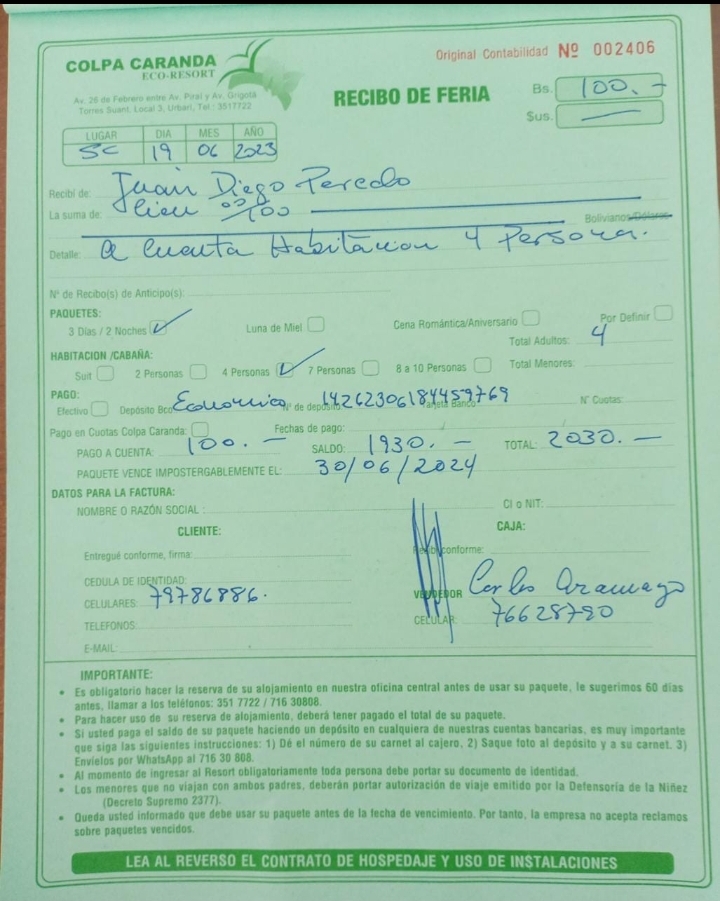 COLPA CARANDA
ECO-RESORT
Av. 26 de Febrero entre Av. Piraí y Av. Grigotá
Torres Suant. Local 3, Urbarí, Tel.: 3517722
Original Contabilidad Nº 002406
RECIBO DE FERIA
Bs. 100.-
$us. —
LUGAR DIA MES AÑO
SC 19 06 2023
Recibí de: Juan Diego Peredo
La suma de: Cien 00/100 Bolivianos/Dólares
Detalle: a cuenta Habitacion 4 Persona.
Nº de Recibo(s) de Anticipo(s):
PAQUETES:
3 Días / 2 Noches ✓ Luna de Miel Cena Romántica/Aniversario Por Definir
Total Adultos: 4
HABITACION /CABAÑA:
Suit 2 Personas 4 Personas ✓ 7 Personas 8 a 10 Personas Total Menores:
PAGO:
Efectivo Depósito Bco. Economico Nº de deposito 14262306184459769 Tarjeta Banco: Nº Cuotas:
Pago en Cuotas Colpa Caranda: Fechas de pago:
PAGO A CUENTA: 100.- SALDO: 1930.- TOTAL: 2030.-
PAQUETE VENCE IMPOSTERGABLEMENTE EL: 30/06/2024
DATOS PARA LA FACTURA:
NOMBRE O RAZÓN SOCIAL : CI o NIT:
CLIENTE: CAJA:
Entregué conforme, firma: Recibí conforme:
CEDULA DE IDENTIDAD: VENDEDOR Carlos Aramayo
CELULARES: 79786886. CELULAR: 76628790
TELEFONOS:
E-MAIL:
IMPORTANTE:
• Es obligatorio hacer la reserva de su alojamiento en nuestra oficina central antes de usar su paquete, le sugerimos 60 días
antes, llamar a los teléfonos: 351 7722 / 716 30808.
• Para hacer uso de su reserva de alojamiento, deberá tener pagado el total de su paquete.
• Si usted paga el saldo de su paquete haciendo un depósito en cualquiera de nuestras cuentas bancarias, es muy importante
que siga las siguientes instrucciones: 1) Dé el número de su carnet al cajero, 2) Saque foto al depósito y a su carnet. 3)
Envíelos por WhatsApp al 716 30 808.
• Al momento de ingresar al Resort obligatoriamente toda persona debe portar su documento de identidad.
• Los menores que no viajan con ambos padres, deberán portar autorización de viaje emitido por la Defensoría de la Niñez
(Decreto Supremo 2377).
• Queda usted informado que debe usar su paquete antes de la fecha de vencimiento. Por tanto, la empresa no acepta reclamos
sobre paquetes vencidos.
LEA AL REVERSO EL CONTRATO DE HOSPEDAJE Y USO DE INSTALACIONES